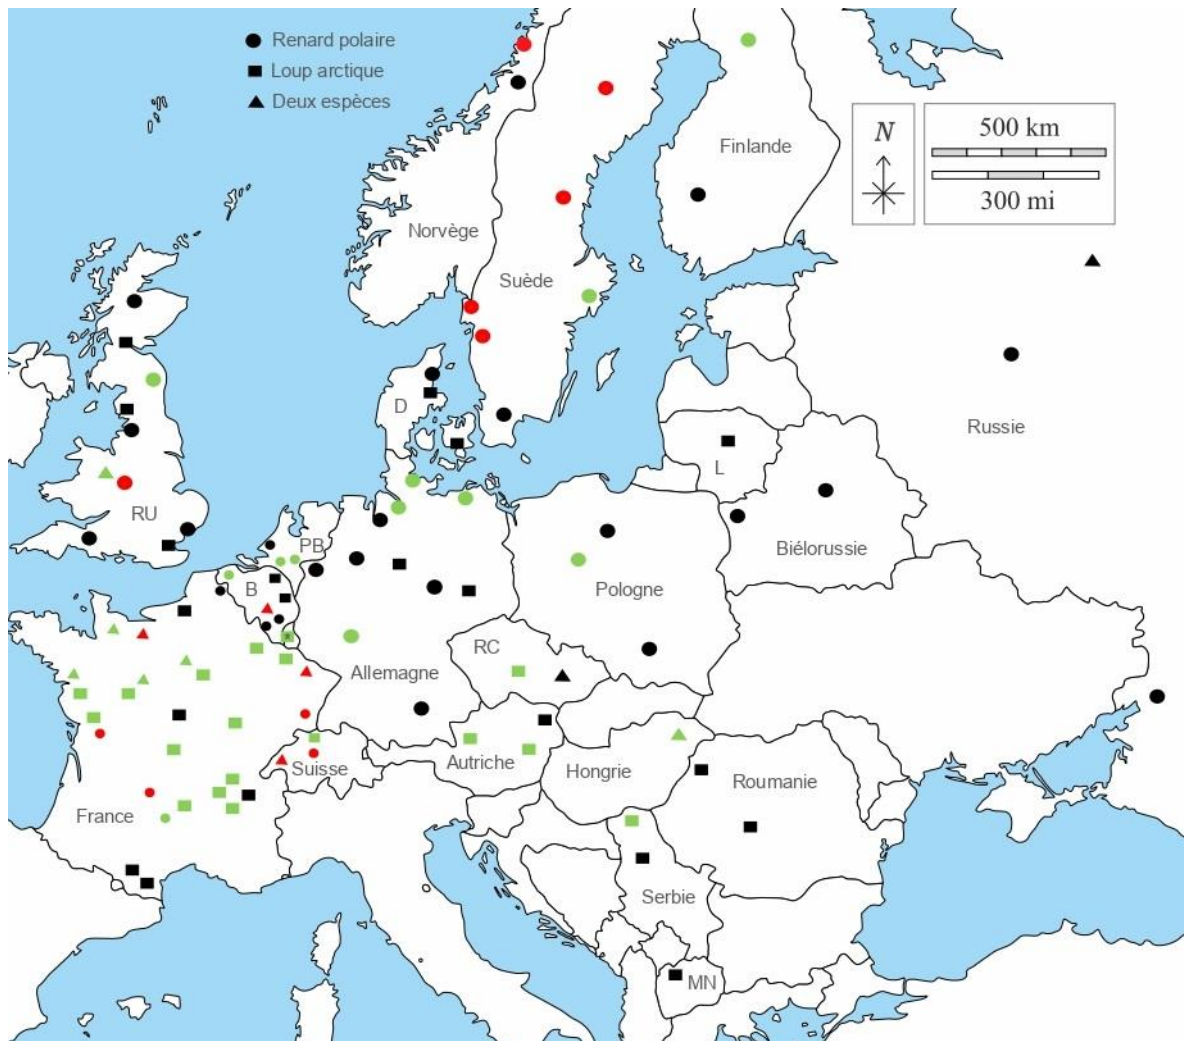 Renard polaire
Loup arctique
Deux espèces
N
500 km
300 mi
Finlande
Norvège
Suède
D
Russie
L
RU
PB
Biélorussie
B
Pologne
RC
Allemagne
Suisse
Autriche
Hongrie
Roumanie
France
Serbie
MN